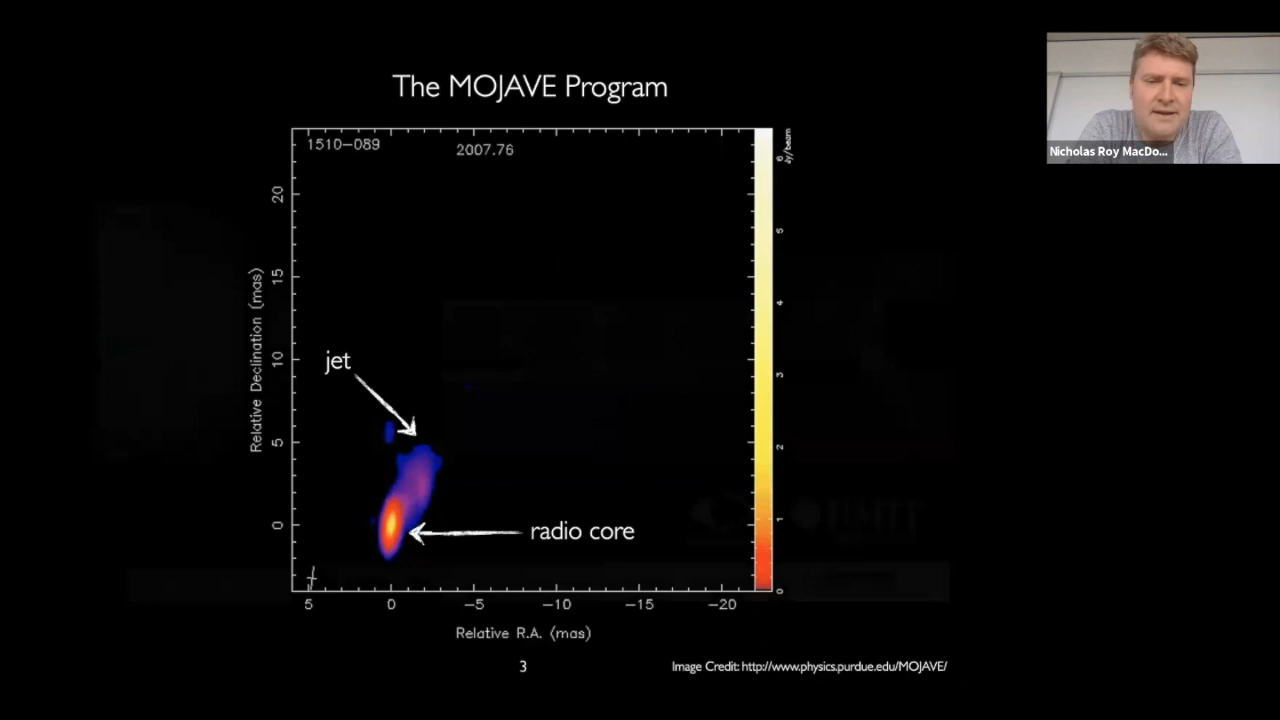 The MOJAVE Program
1510-089
2007.76
Jy/beam
6
5
4
3
2
1
0
Relative Declination (mas)
20
15
10
5
0
jet
radio core
5
0
-5
-10
-15
-20
Relative R.A. (mas)
3
Image Credit: http://www.physics.purdue.edu/MOJAVE/
Nicholas Roy MacDo...